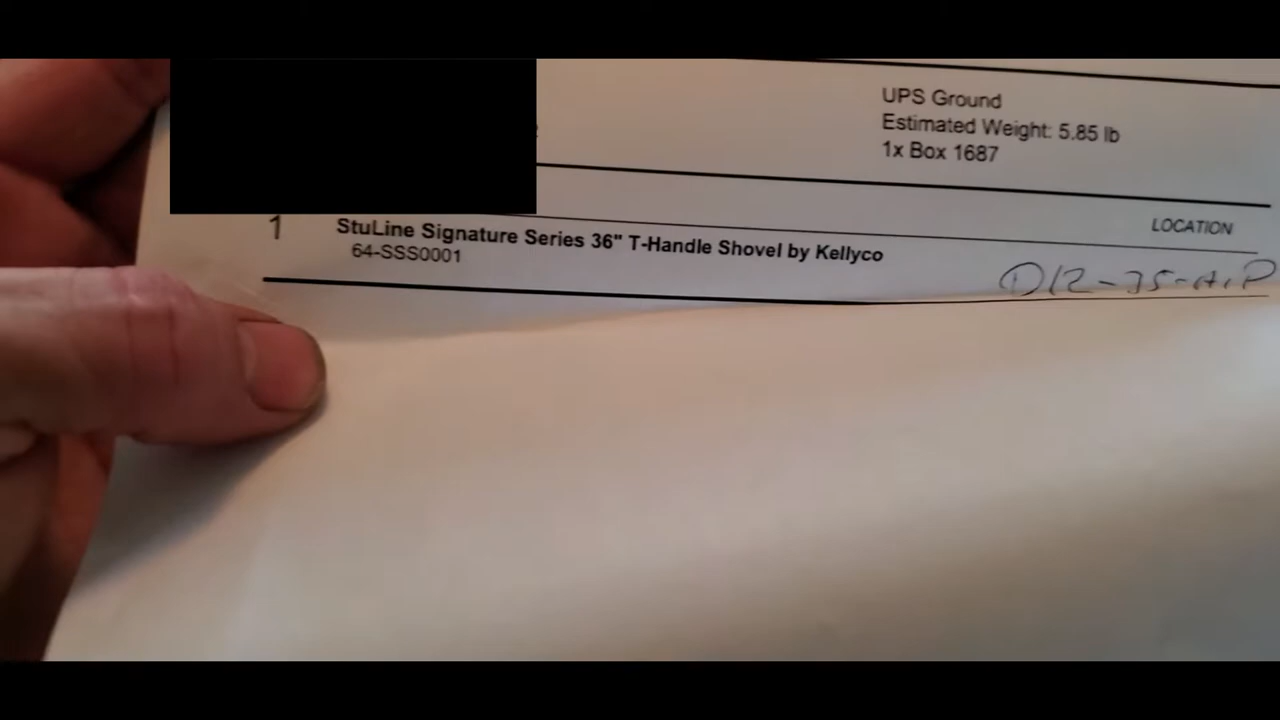 UPS Ground
Estimated Weight: 5.85 lb
1x Box 1687
LOCATION
1 StuLine Signature Series 36" T-Handle Shovel by Kellyco
64-SSS0001